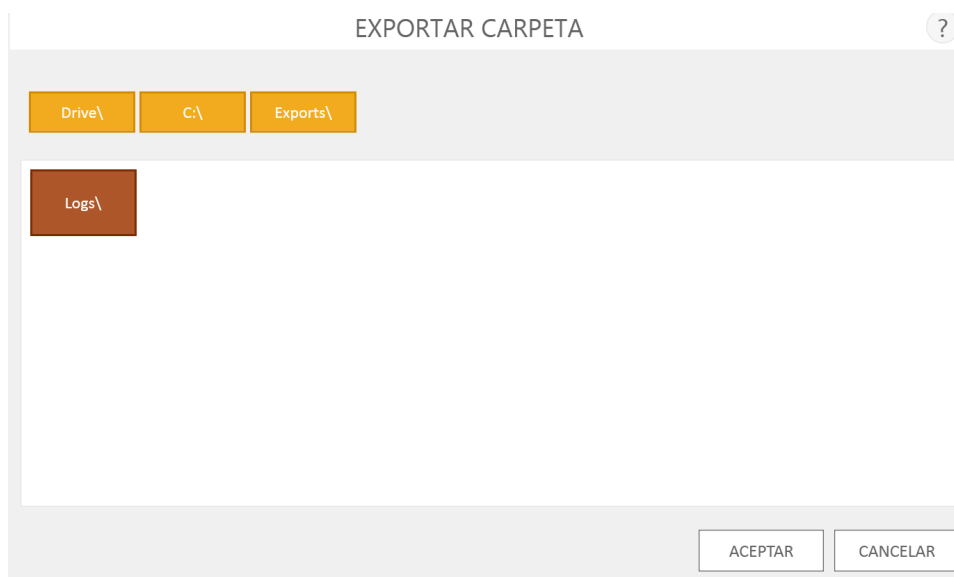 EXPORTAR CARPETA
?
Drive\ C:\ Exports\
Logs\
ACEPTAR CANCELAR